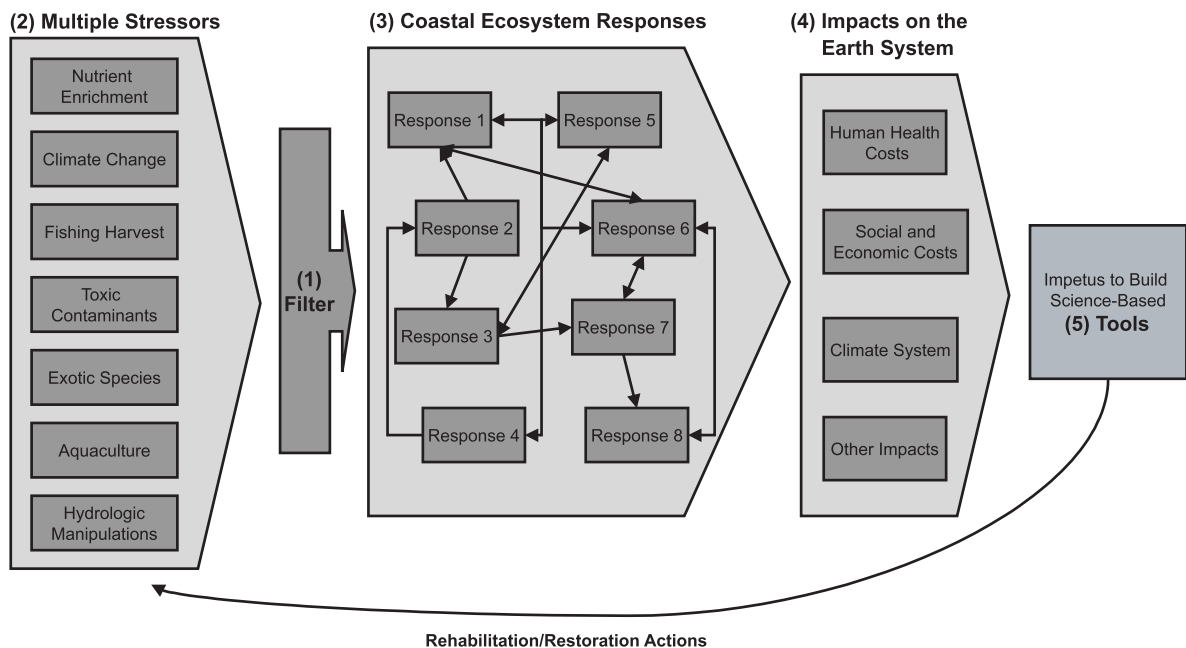 (2) Multiple Stressors
Nutrient
Enrichment
Climate Change
Fishing Harvest
Toxic
Contaminants
Exotic Species
Aquaculture
Hydrologic
Manipulations
(1)
Filter
(3) Coastal Ecosystem Responses
Response 1
Response 5
Response 2
Response 6
Response 3
Response 7
Response 4
Response 8
(4) Impacts on the
Earth System
Human Health
Costs
Social and
Economic Costs
Climate System
Other Impacts
Impetus to Build
Science-Based
(5) Tools
Rehabilitation/Restoration Actions